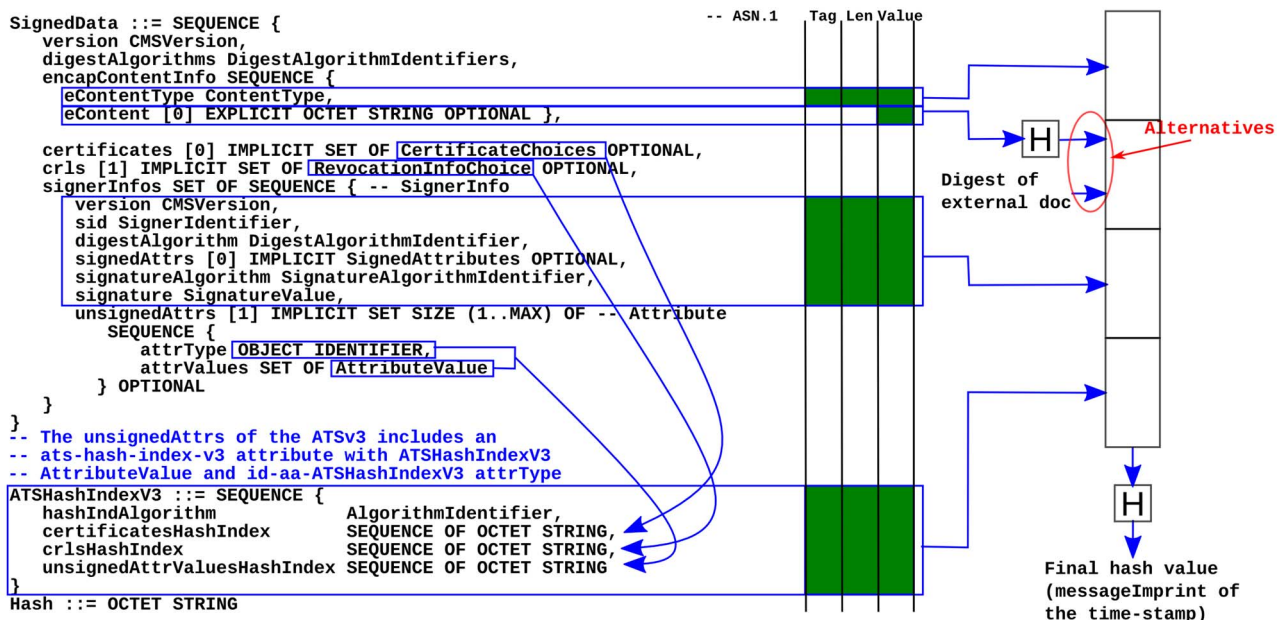 -- ASN.1 Tag Len Value
SignedData ::= SEQUENCE {
version CMSVersion,
digestAlgorithms DigestAlgorithmIdentifiers,
encapContentInfo SEQUENCE {
eContentType ContentType,
eContent [0] EXPLICIT OCTET STRING OPTIONAL },
certificates [0] IMPLICIT SET OF CertificateChoices OPTIONAL,
crls [1] IMPLICIT SET OF RevocationInfoChoice OPTIONAL,
signerInfos SET OF SEQUENCE { -- SignerInfo
version CMSVersion,
sid SignerIdentifier,
digestAlgorithm DigestAlgorithmIdentifier,
signedAttrs [0] IMPLICIT SignedAttributes OPTIONAL,
signatureAlgorithm SignatureAlgorithmIdentifier,
signature SignatureValue,
unsignedAttrs [1] IMPLICIT SET SIZE (1..MAX) OF -- Attribute
SEQUENCE {
attrType OBJECT IDENTIFIER,
attrValues SET OF AttributeValue
} OPTIONAL
}
}
-- The unsignedAttrs of the ATSv3 includes an
-- ats-hash-index-v3 attribute with ATSHashIndexV3
-- AttributeValue and id-aa-ATSHashIndexV3 attrType
ATSHashIndexV3 ::= SEQUENCE {
hashIndAlgorithm AlgorithmIdentifier,
certificatesHashIndex SEQUENCE OF OCTET STRING,
crlsHashIndex SEQUENCE OF OCTET STRING,
unsignedAttrValuesHashIndex SEQUENCE OF OCTET STRING
}
Hash ::= OCTET STRING
H
Alternatives
Digest of
external doc
H
Final hash value
(messageImprint of
the time-stamp)